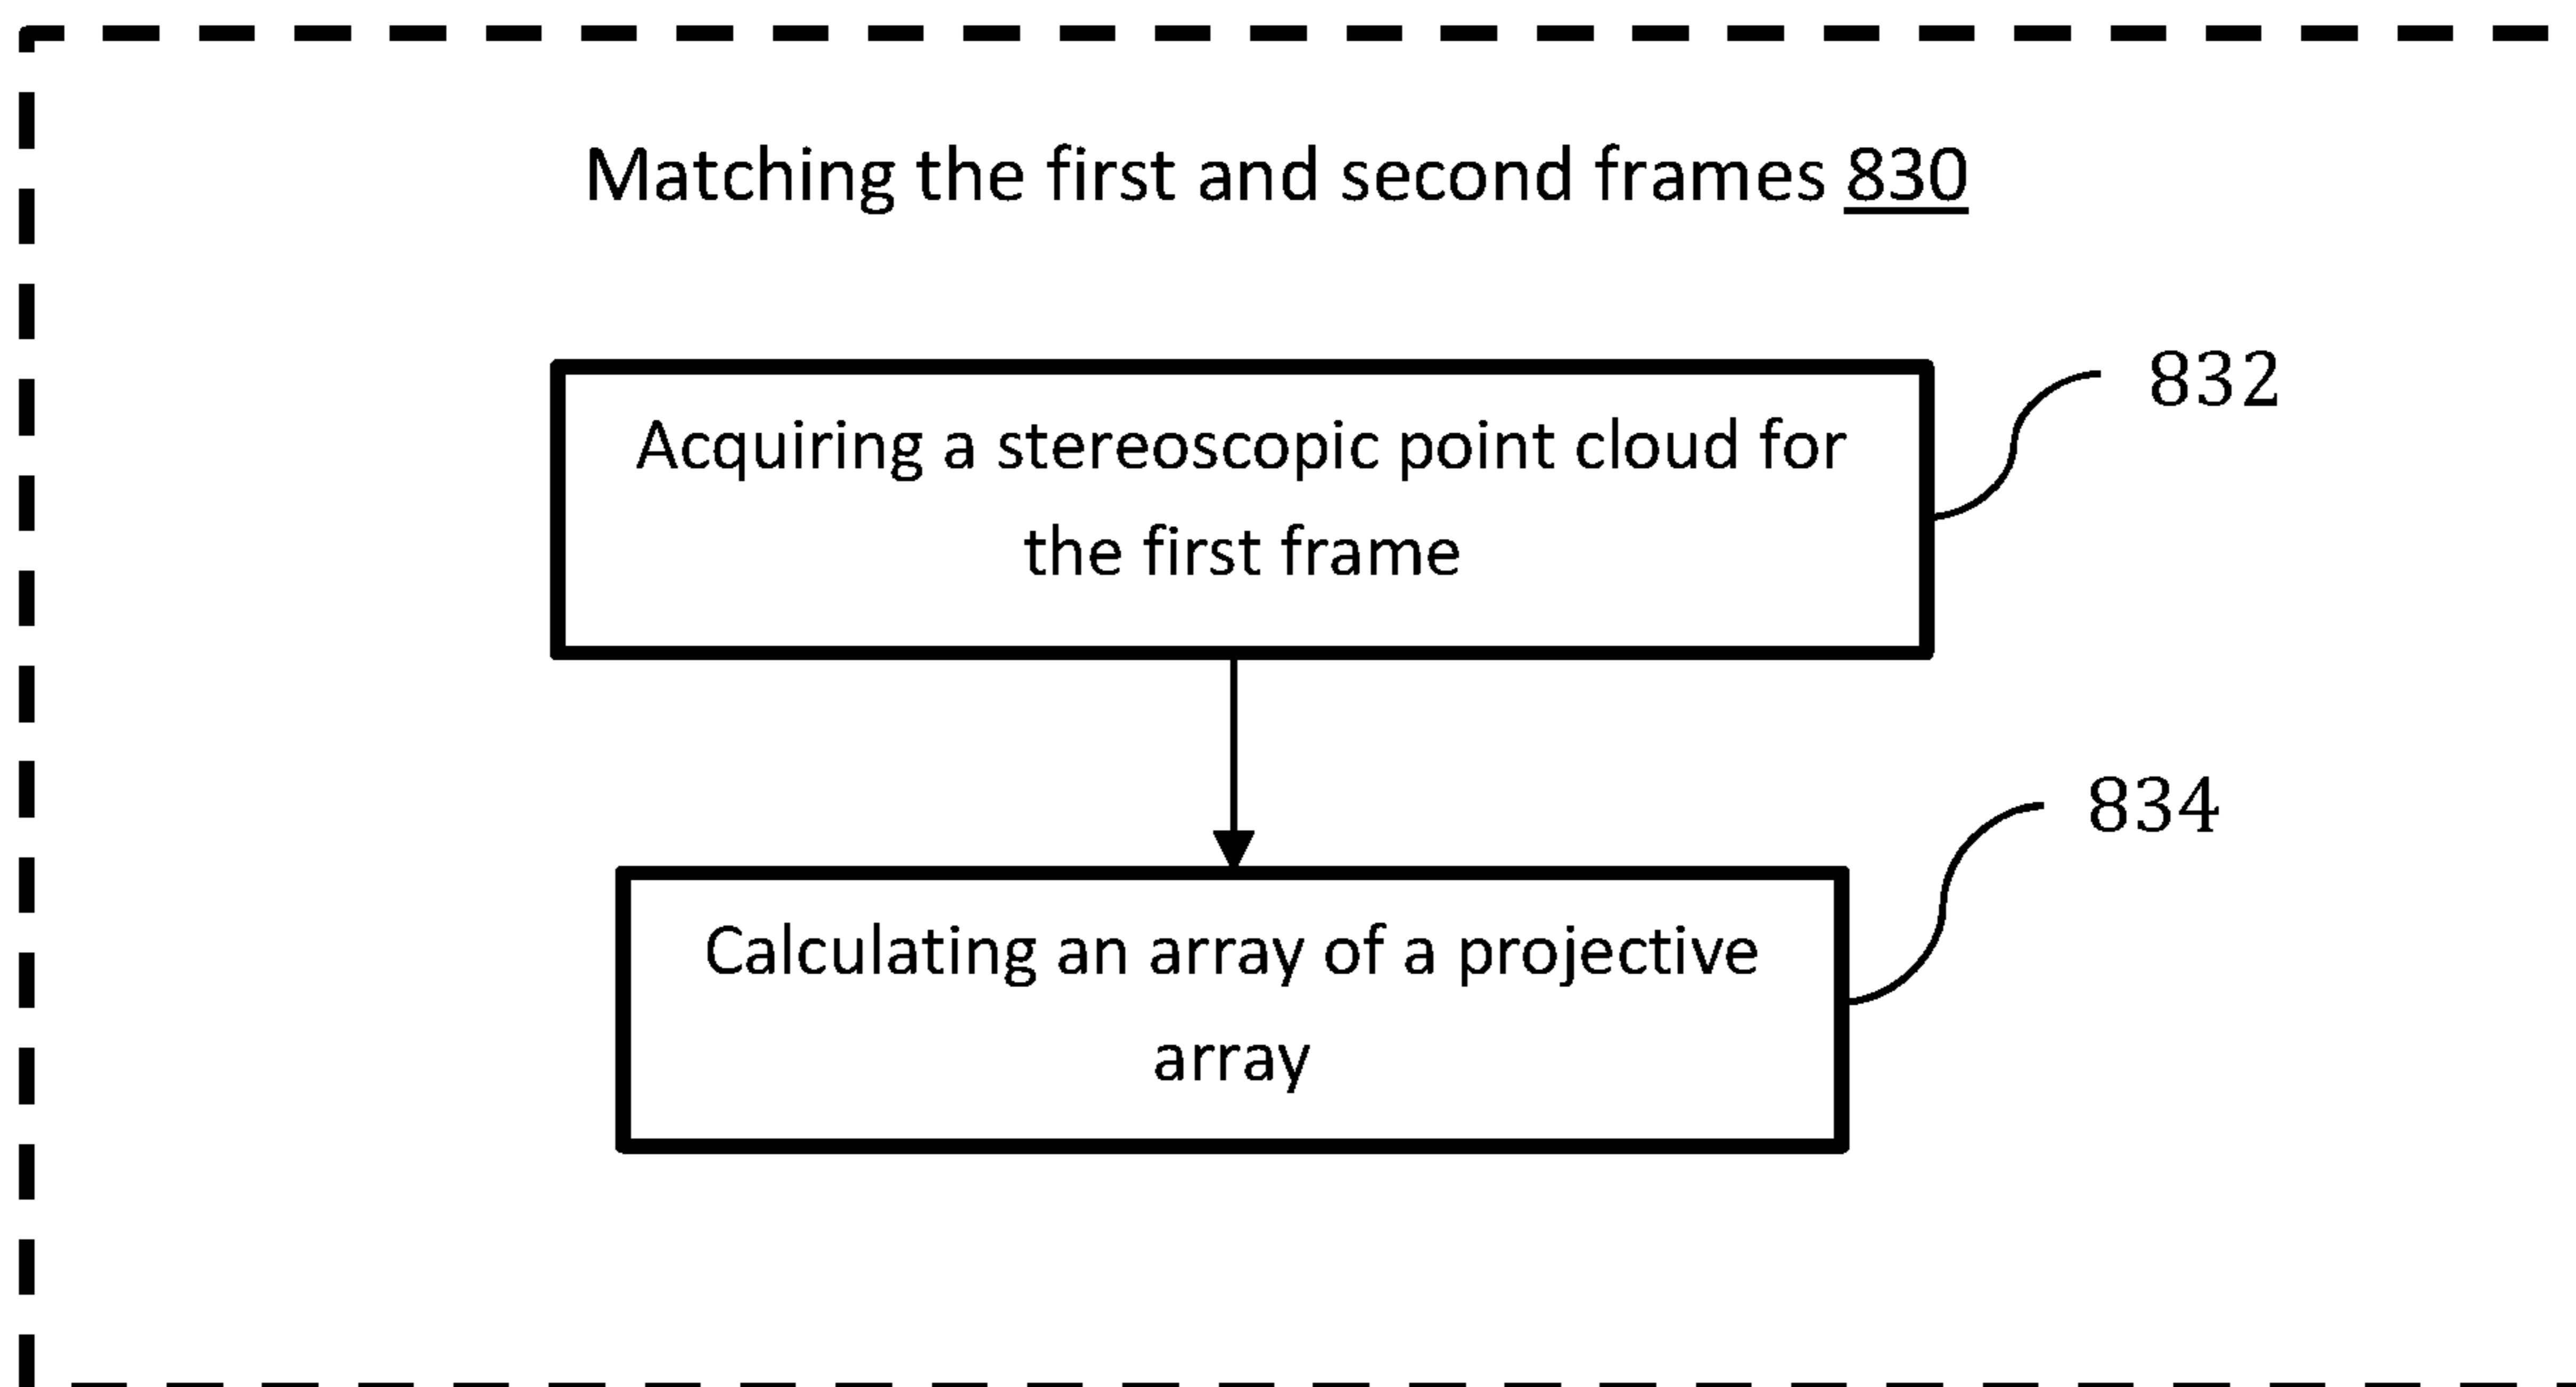 Matching the first and second frames 830
Acquiring a stereoscopic point cloud for
the first frame
832
Calculating an array of a projective
array
834